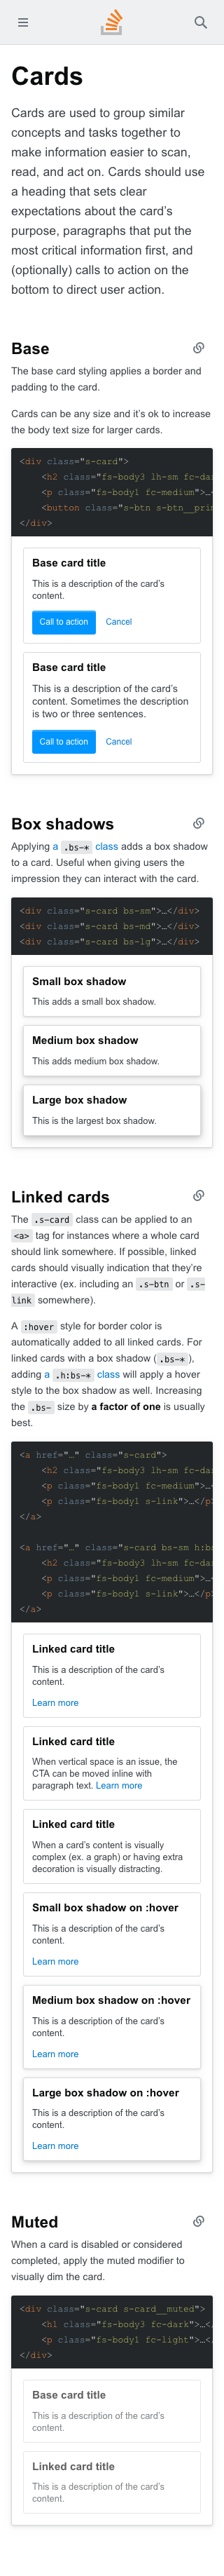 Cards
Cards are used to group similar
concepts and tasks together to
make information easier to scan,
read, and act on. Cards should use
a heading that sets clear
expectations about the card’s
purpose, paragraphs that put the
most critical information first, and
(optionally) calls to action on the
bottom to direct user action.
Base
The base card styling applies a border and
padding to the card.
Cards can be any size and it’s ok to increase
the body text size for larger cards.
<div class="s-card">
<h2 class="fs-body3 lh-sm fc-da
<p class="fs-body1 fc-medium">…<
<button class="s-btn s-btn__pri
</div>
Base card title
This is a description of the card’s
content.
Call to action Cancel
Base card title
This is a description of the card’s
content. Sometimes the description
is two or three sentences.
Call to action Cancel
Box shadows
Applying a .bs-* class adds a box shadow
to a card. Useful when giving users the
impression they can interact with the card.
<div class="s-card bs-sm">…</div>
<div class="s-card bs-md">…</div>
<div class="s-card bs-lg">…</div>
Small box shadow
This adds a small box shadow.
Medium box shadow
This adds medium box shadow.
Large box shadow
This is the largest box shadow.
Linked cards
The .s-card class can be applied to an
<a> tag for instances where a whole card
should link somewhere. If possible, linked
cards should visually indication that they’re
interactive (ex. including an .s-btn or .s-
link somewhere).
A :hover style for border color is
automatically added to all linked cards. For
linked cards with a box shadow (.bs-*),
adding a .h:bs-* class will apply a hover
style to the box shadow as well. Increasing
the .bs- size by a factor of one is usually
best.
<a href="…" class="s-card">
<h2 class="fs-body3 lh-sm fc-da
<p class="fs-body1 fc-medium">…<
<p class="fs-body1 s-link">…</p>
</a>
<a href="…" class="s-card bs-sm h:bs
<h2 class="fs-body3 lh-sm fc-da
<p class="fs-body1 fc-medium">…<
<p class="fs-body1 s-link">…</p>
</a>
Linked card title
This is a description of the card’s
content.
Learn more
Linked card title
When vertical space is an issue, the
CTA can be moved inline with
paragraph text. Learn more
Linked card title
When a card’s content is visually
complex (ex. a graph) or having extra
decoration is visually distracting.
Small box shadow on :hover
This is a description of the card’s
content.
Learn more
Medium box shadow on :hover
This is a description of the card’s
content.
Learn more
Large box shadow on :hover
This is a description of the card’s
content.
Learn more
Muted
When a card is disabled or considered
completed, apply the muted modifier to
visually dim the card.
<div class="s-card s-card__muted">
<h1 class="fs-body3 fc-dark">…</
<p class="fs-body1 fc-light">…</
</div>
Base card title
This is a description of the card’s
content.
Linked card title
This is a description of the card’s
content.